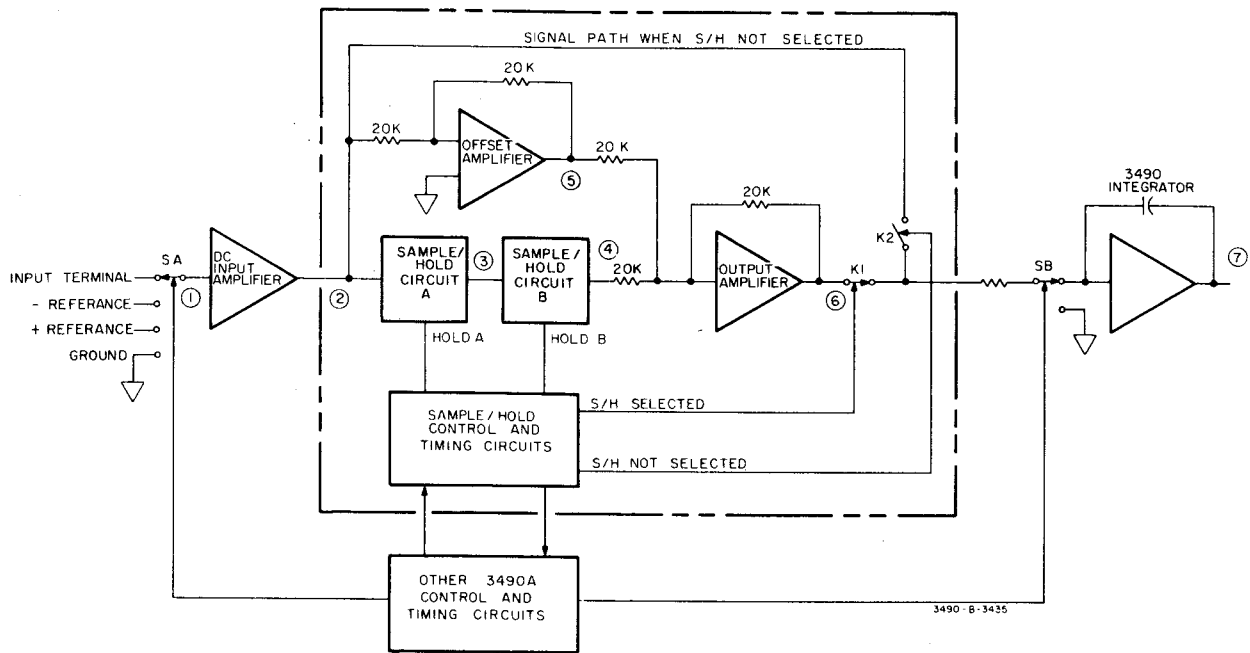 SIGNAL PATH WHEN S/H NOT SELECTED
20K
20K
OFFSET
AMPLIFIER
20 K
⑤
3490
INTEGRATOR
20K
K2
SA
INPUT TERMINAL
- REFERANCE
+ REFERANCE
GROUND
①
DC
INPUT
AMPLIFIER
②
SAMPLE/
HOLD
CIRCUIT
A
③
SAMPLE/
HOLD
CIRCUIT
B
④
20K
OUTPUT
AMPLIFIER
⑥
K1
SB
⑦
HOLD A
HOLD B
SAMPLE/HOLD
CONTROL AND
TIMING CIRCUITS
S/H SELECTED
S/H NOT SELECTED
OTHER 3490A
CONTROL AND
TIMING CIRCUITS
3490-B-3435